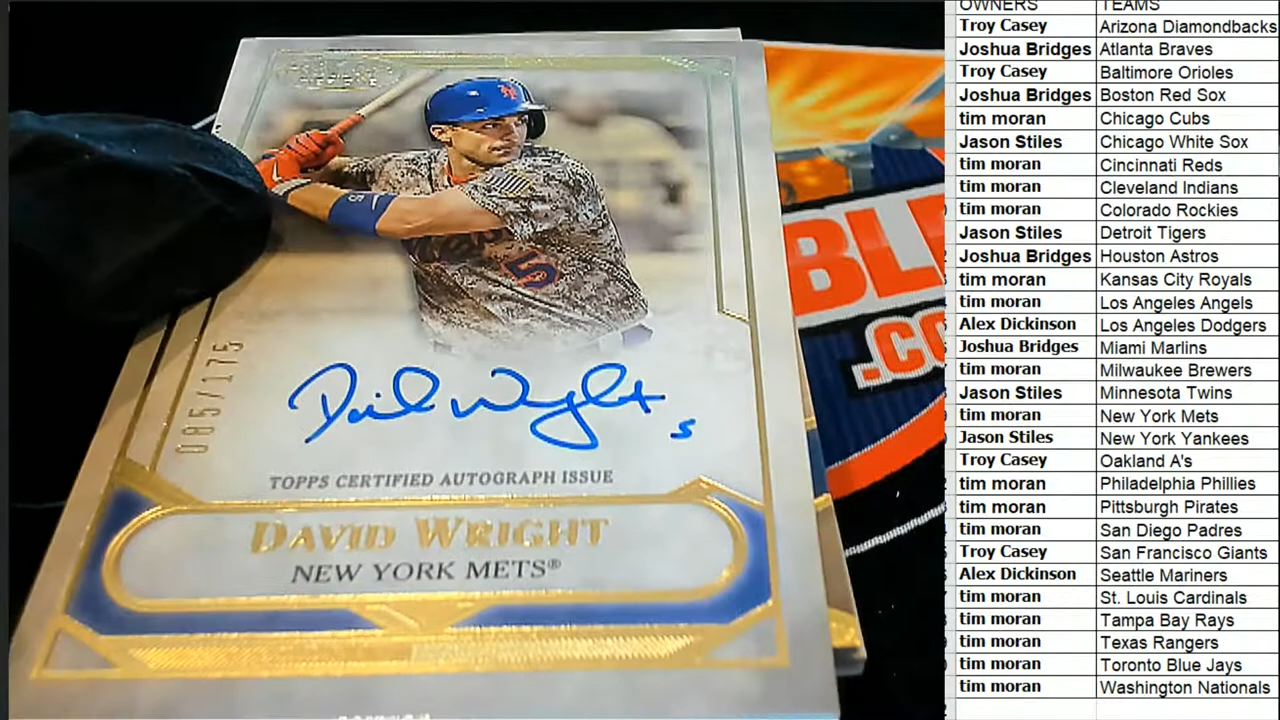 085/175
5
David Wright 5
TOPPS CERTIFIED AUTOGRAPH ISSUE
DAVID WRIGHT
NEW YORK METS®
BL
.CO
OWNERS TEAMS
Troy Casey Arizona Diamondbacks
Joshua Bridges Atlanta Braves
Troy Casey Baltimore Orioles
Joshua Bridges Boston Red Sox
tim moran Chicago Cubs
Jason Stiles Chicago White Sox
tim moran Cincinnati Reds
tim moran Cleveland Indians
tim moran Colorado Rockies
Jason Stiles Detroit Tigers
Joshua Bridges Houston Astros
tim moran Kansas City Royals
tim moran Los Angeles Angels
Alex Dickinson Los Angeles Dodgers
Joshua Bridges Miami Marlins
tim moran Milwaukee Brewers
Jason Stiles Minnesota Twins
tim moran New York Mets
Jason Stiles New York Yankees
Troy Casey Oakland A's
tim moran Philadelphia Phillies
tim moran Pittsburgh Pirates
tim moran San Diego Padres
Troy Casey San Francisco Giants
Alex Dickinson Seattle Mariners
tim moran St. Louis Cardinals
tim moran Tampa Bay Rays
tim moran Texas Rangers
tim moran Toronto Blue Jays
tim moran Washington Nationals